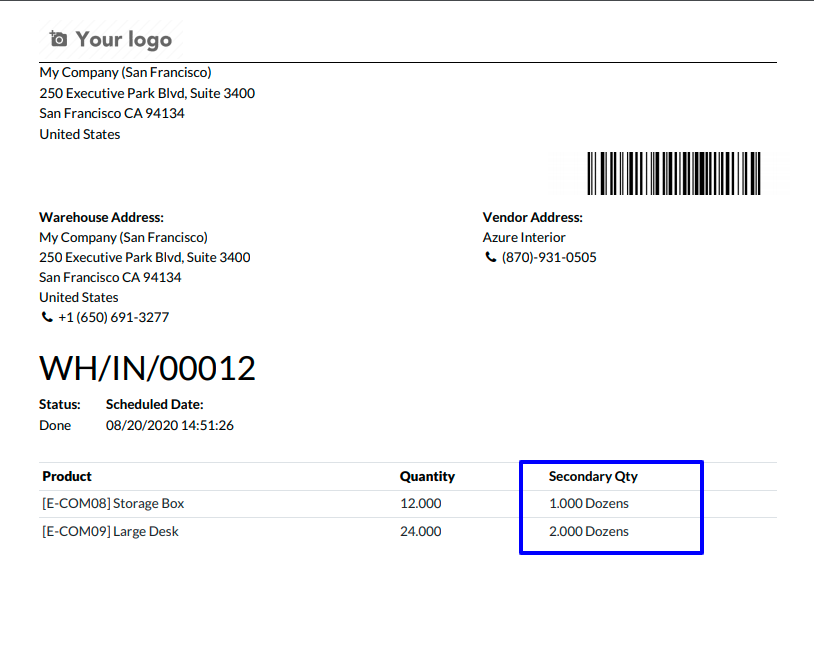 Your logo
My Company (San Francisco)
250 Executive Park Blvd, Suite 3400
San Francisco CA 94134
United States
Warehouse Address:
My Company (San Francisco)
250 Executive Park Blvd, Suite 3400
San Francisco CA 94134
United States
+1 (650) 691-3277
Vendor Address:
Azure Interior
(870)-931-0505
WH/IN/00012
Status: Scheduled Date:
Done 08/20/2020 14:51:26
Product Quantity Secondary Qty
[E-COM08] Storage Box 12.000 1.000 Dozens
[E-COM09] Large Desk 24.000 2.000 Dozens